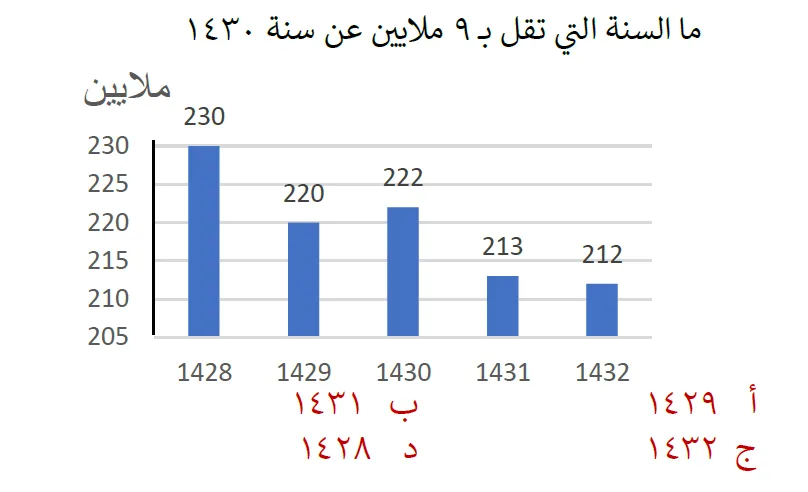 ما السنة التي تقل بـ ٩ ملايين عن سنة ١٤٣٠
ملايين
230
220
222
213
212
230
225
220
215
210
205
1428 1429 1430 1431 1432
أ ١٤٢٩ ب ١٤٣١
ج ١٤٣٢ د ١٤٢٨